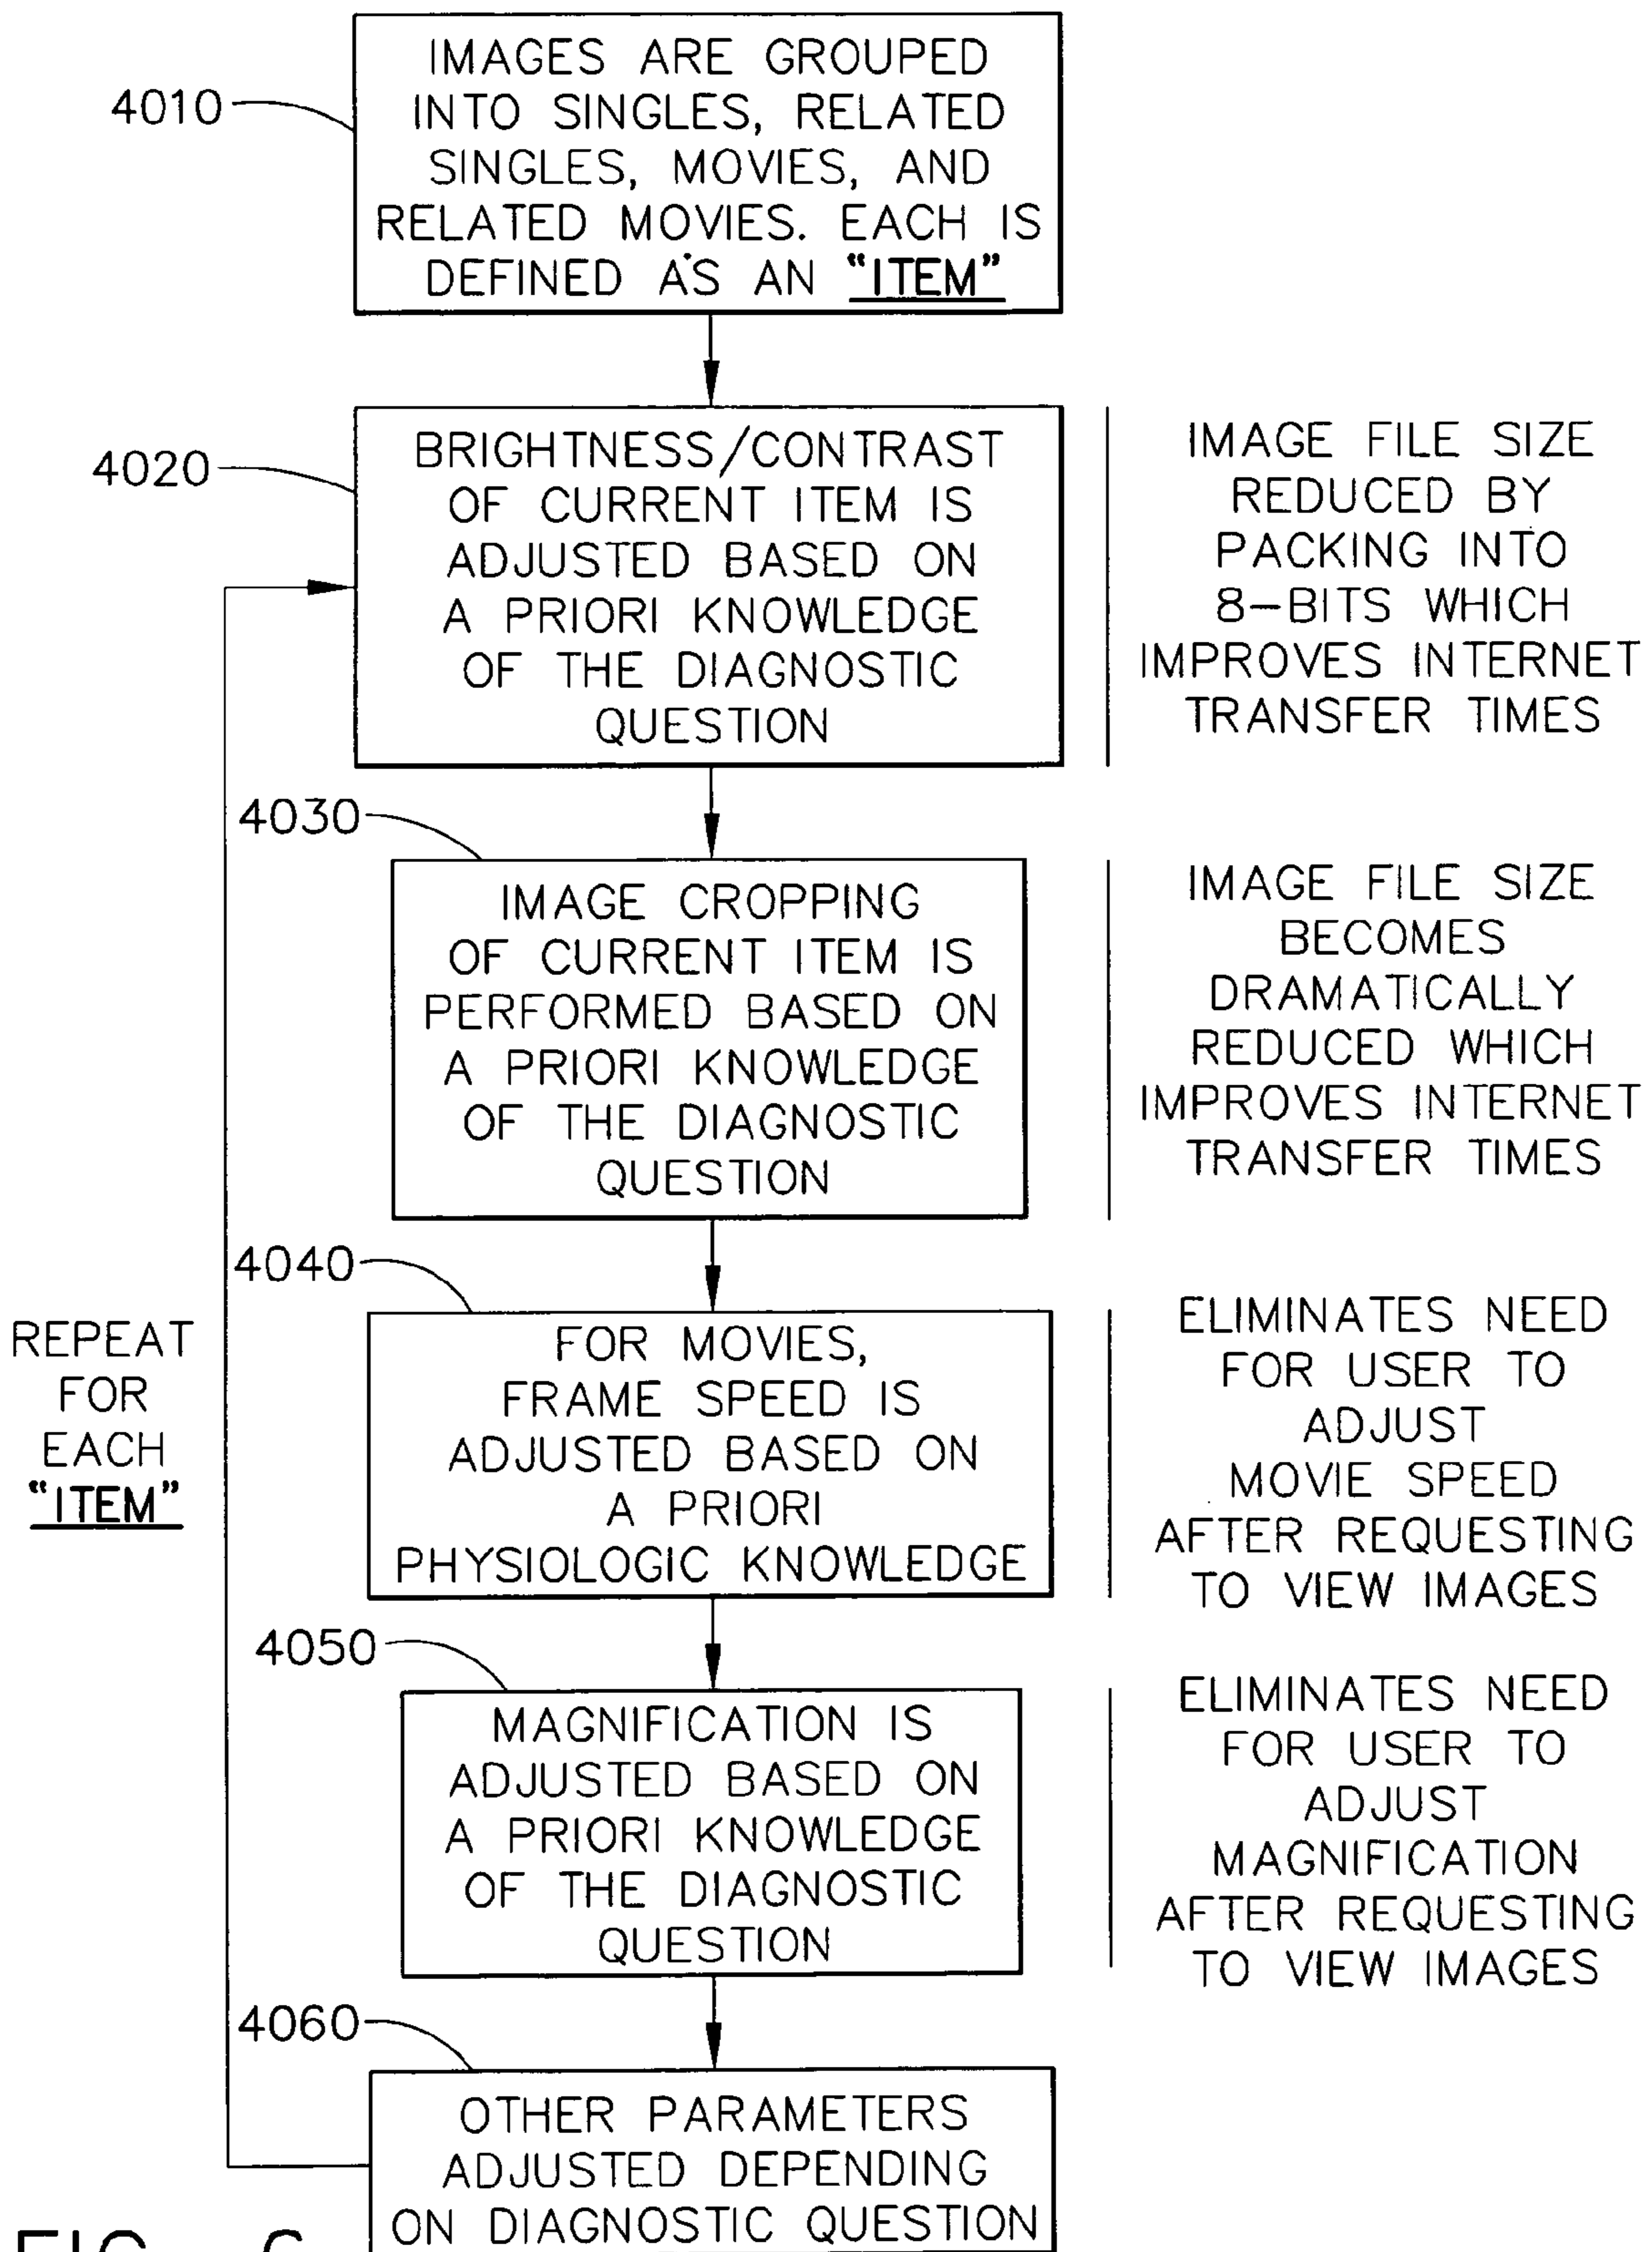 4010
IMAGES ARE GROUPED
INTO SINGLES, RELATED
SINGLES, MOVIES, AND
RELATED MOVIES. EACH IS
DEFINED AS AN "ITEM"
4020
BRIGHTNESS/CONTRAST
OF CURRENT ITEM IS
ADJUSTED BASED ON
A PRIORI KNOWLEDGE
OF THE DIAGNOSTIC
QUESTION
IMAGE FILE SIZE
REDUCED BY
PACKING INTO
8-BITS WHICH
IMPROVES INTERNET
TRANSFER TIMES
4030
IMAGE CROPPING
OF CURRENT ITEM IS
PERFORMED BASED ON
A PRIORI KNOWLEDGE
OF THE DIAGNOSTIC
QUESTION
IMAGE FILE SIZE
BECOMES
DRAMATICALLY
REDUCED WHICH
IMPROVES INTERNET
TRANSFER TIMES
REPEAT
FOR
EACH
"ITEM"
4040
FOR MOVIES,
FRAME SPEED IS
ADJUSTED BASED ON
A PRIORI
PHYSIOLOGIC KNOWLEDGE
ELIMINATES NEED
FOR USER TO
ADJUST
MOVIE SPEED
AFTER REQUESTING
TO VIEW IMAGES
4050
MAGNIFICATION IS
ADJUSTED BASED ON
A PRIORI KNOWLEDGE
OF THE DIAGNOSTIC
QUESTION
ELIMINATES NEED
FOR USER TO
ADJUST
MAGNIFICATION
AFTER REQUESTING
TO VIEW IMAGES
4060
OTHER PARAMETERS
ADJUSTED DEPENDING
ON DIAGNOSTIC QUESTION
FIG.